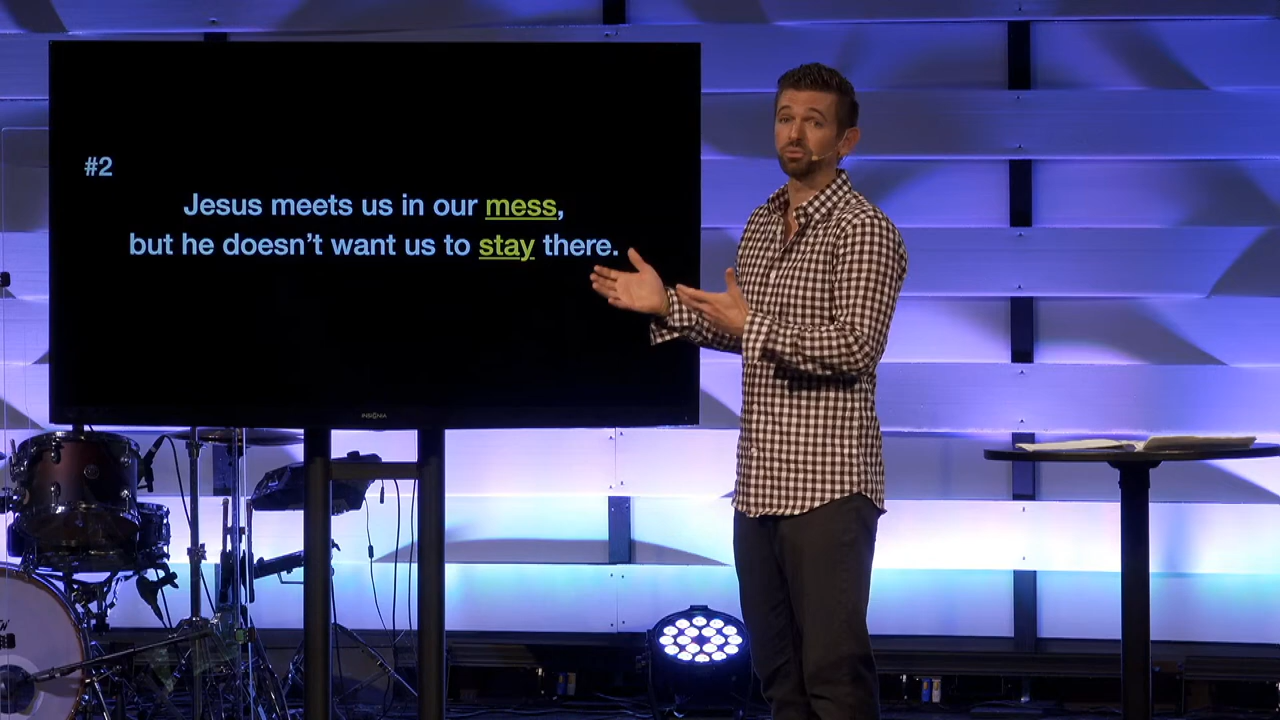 #2
Jesus meets us in our mess,
but he doesn't want us to stay there.
INSIGNIA